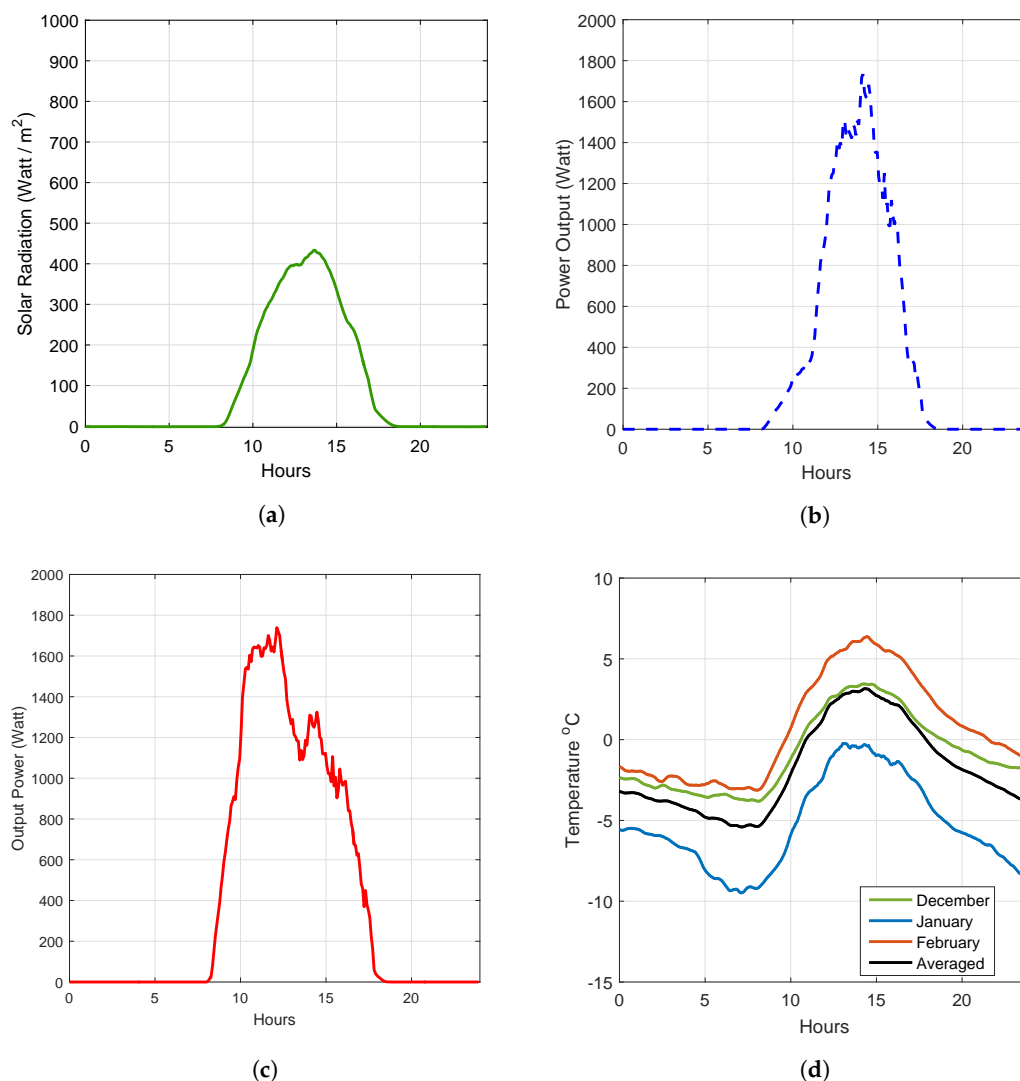 1000
900
800
700
600
500
400
300
200
100
0
Solar Radiation (Watt / m²)
0 5 10 15 20
Hours
(a)
2000
1800
1600
1400
1200
1000
800
600
400
200
0
Power Output (Watt)
0 5 10 15 20
Hours
(b)
2000
1800
1600
1400
1200
1000
800
600
400
200
0
Output Power (Watt)
0 5 10 15 20
Hours
(c)
10
5
0
-5
-10
-15
Temperature °C
December
January
February
Averaged
0 5 10 15 20
Hours
(d)